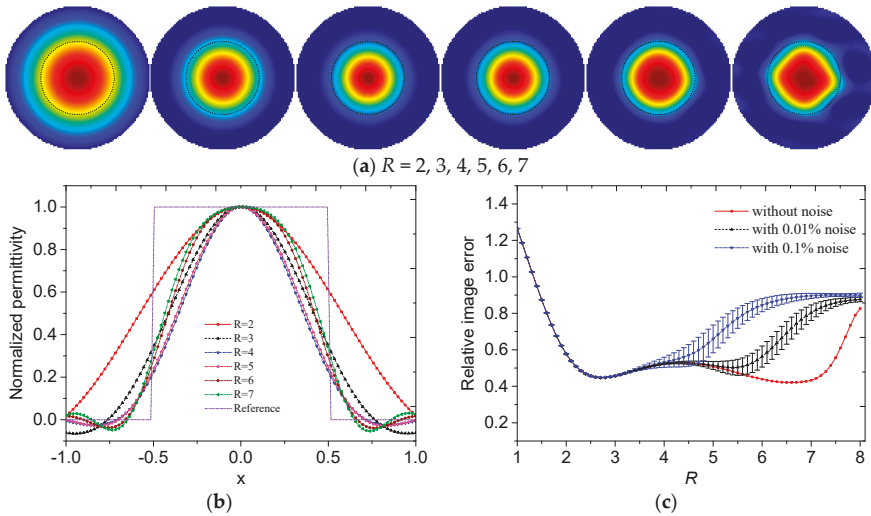 (a) R = 2, 3, 4, 5, 6, 7
Normalized permittivity
1.0
0.8
0.6
0.4
0.2
0.0
-1.0 -0.5 0.0 0.5 1.0
x
R=2
R=3
R=4
R=5
R=6
R=7
Reference
(b)
Relative image error
1.4
1.2
1.0
0.8
0.6
0.4
0.2
1 2 3 4 5 6 7 8
R
without noise
with 0.01% noise
with 0.1% noise
(c)